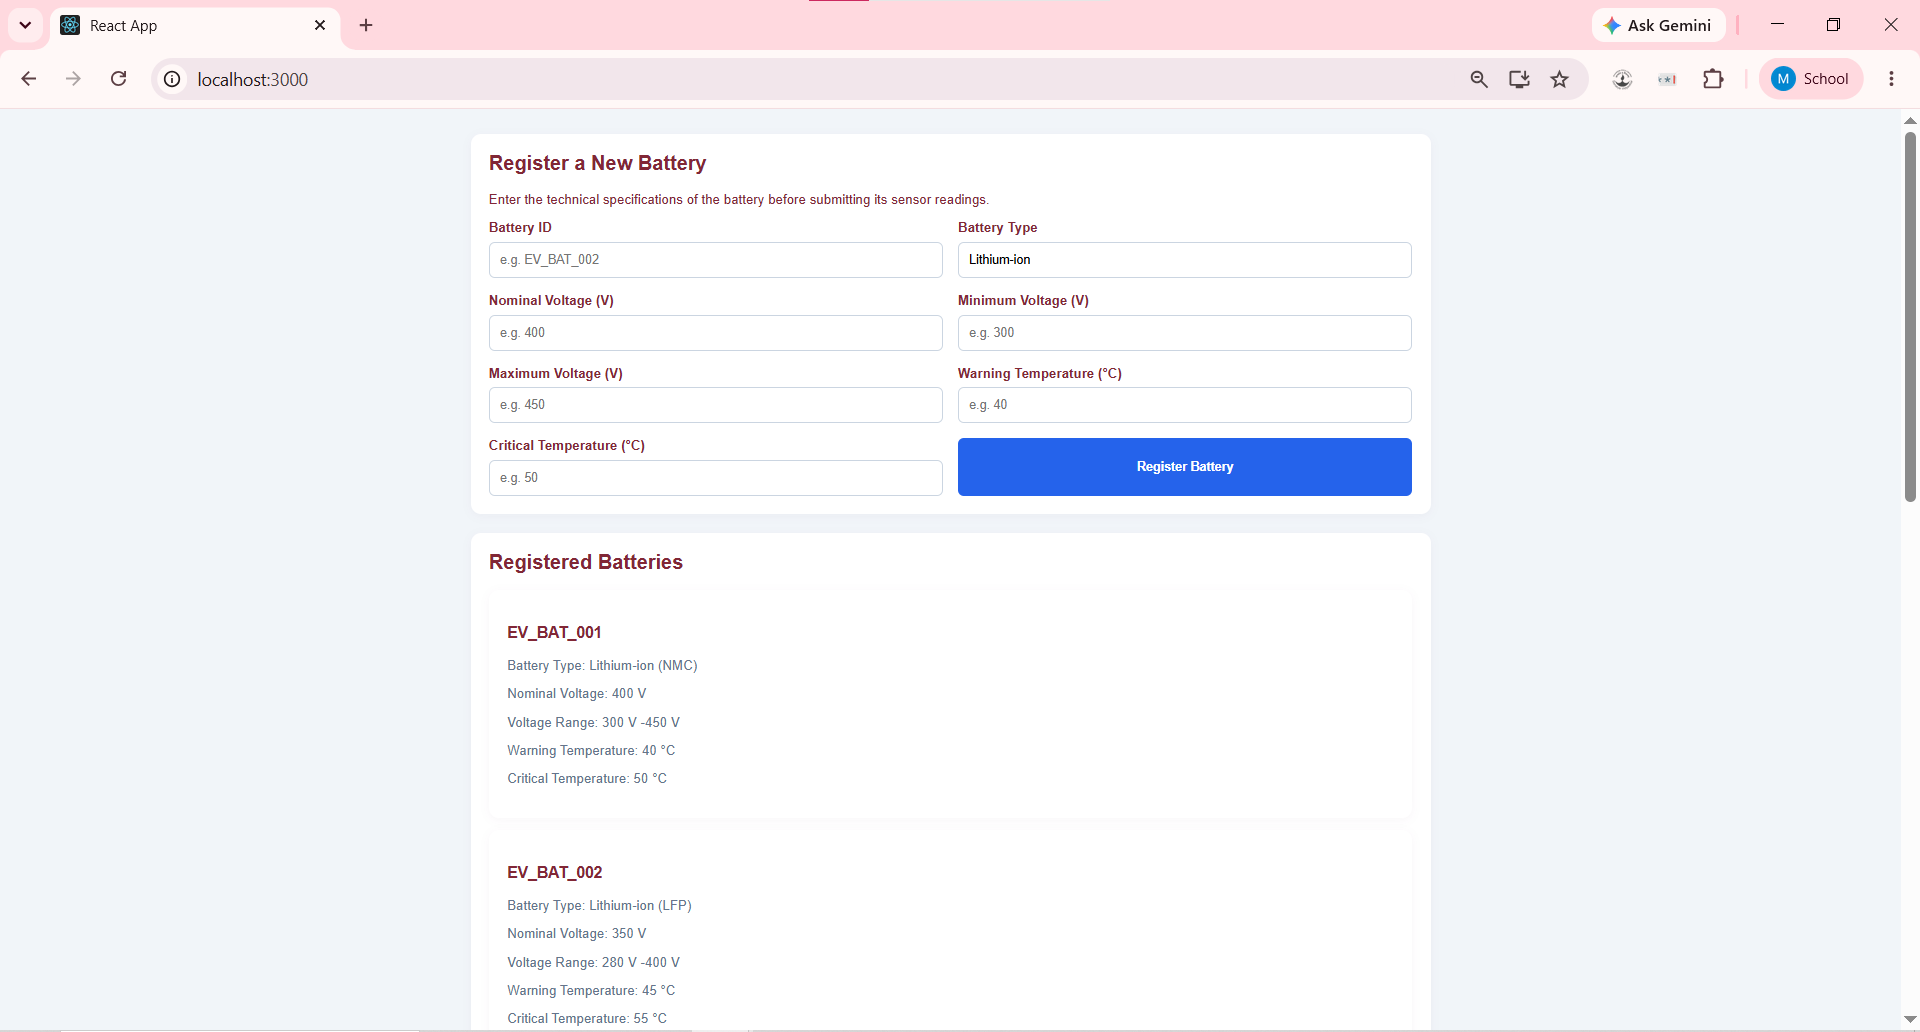 React App
Ask Gemini
localhost:3000
M School
Register a New Battery
Enter the technical specifications of the battery before submitting its sensor readings.
Battery ID
Battery Type
e.g. EV_BAT_002
Lithium-ion
Nominal Voltage (V)
Minimum Voltage (V)
e.g. 400
e.g. 300
Maximum Voltage (V)
Warning Temperature (°C)
e.g. 450
e.g. 40
Critical Temperature (°C)
Register Battery
e.g. 50
Registered Batteries
EV_BAT_001
Battery Type: Lithium-ion (NMC)
Nominal Voltage: 400 V
Voltage Range: 300 V -450 V
Warning Temperature: 40 °C
Critical Temperature: 50 °C
EV_BAT_002
Battery Type: Lithium-ion (LFP)
Nominal Voltage: 350 V
Voltage Range: 280 V -400 V
Warning Temperature: 45 °C
Critical Temperature: 55 °C